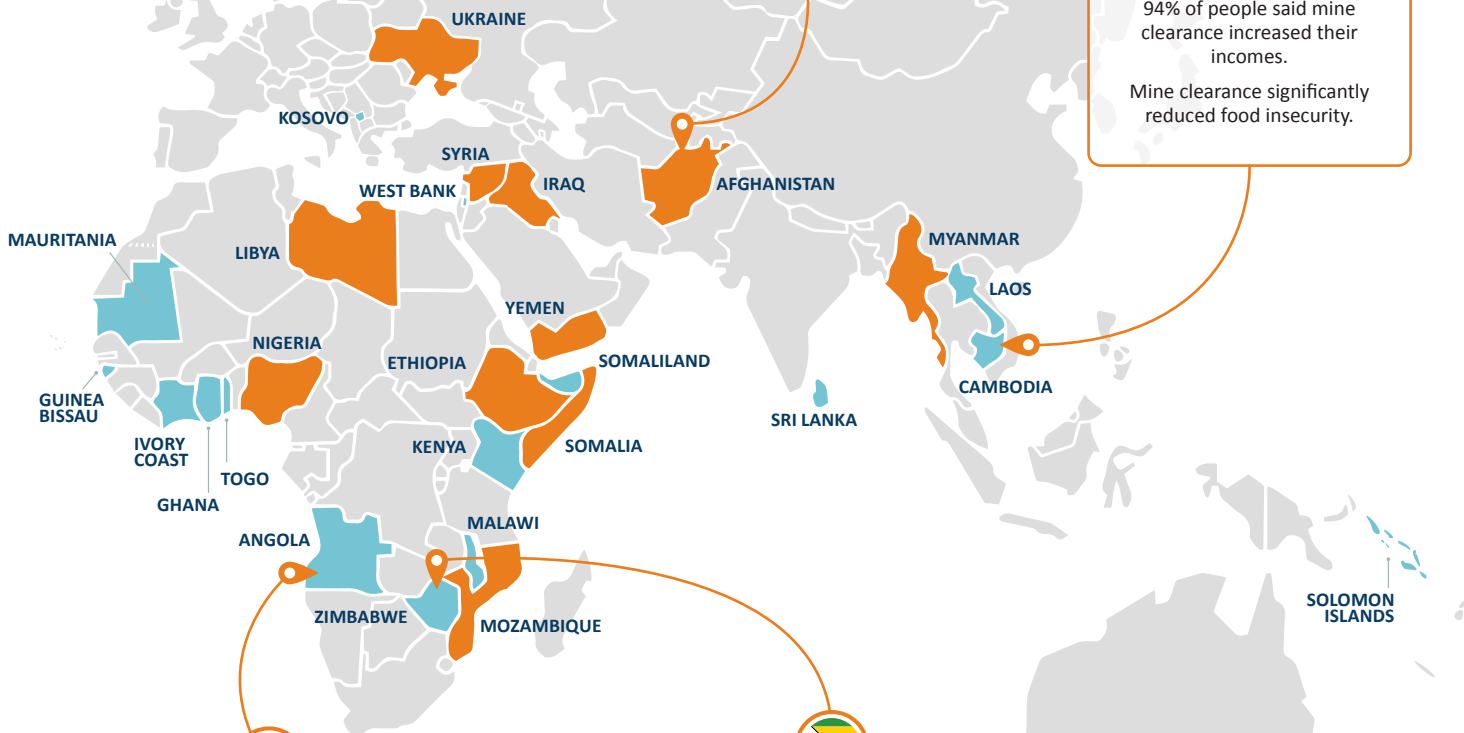 94% of people said mine
clearance increased their
incomes.
Mine clearance significantly
reduced food insecurity.
UKRAINE
KOSOVO
SYRIA
WEST BANK
IRAQ
AFGHANISTAN
MAURITANIA
LIBYA
MYANMAR
LAOS
YEMEN
NIGERIA
ETHIOPIA
SOMALILAND
CAMBODIA
GUINEA
BISSAU
SRI LANKA
IVORY
COAST
KENYA
SOMALIA
TOGO
GHANA
MALAWI
ANGOLA
ZIMBABWE
MOZAMBIQUE
SOLOMON
ISLANDS